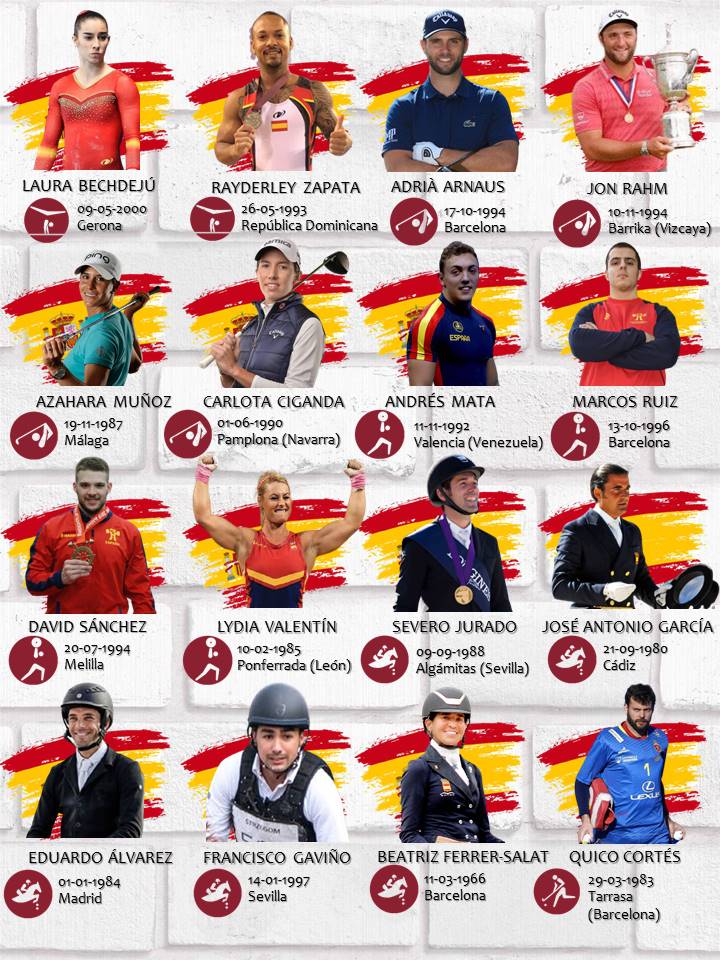 LAURA BECHDEJÚ
09-05-2000
Gerona
RAYDERLEY ZAPATA
26-05-1993
República Dominicana
ADRIÀ ARNAUS
17-10-1994
Barcelona
JON RAHM
10-11-1994
Barrika (Vizcaya)
AZAHARA MUÑOZ
19-11-1987
Málaga
CARLOTA CIGANDA
01-06-1990
Pamplona (Navarra)
ANDRÉS MATA
11-11-1992
Valencia (Venezuela)
MARCOS RUIZ
13-10-1996
Barcelona
DAVID SÁNCHEZ
20-07-1994
Melilla
LYDIA VALENTÍN
10-02-1985
Ponferrada (León)
SEVERO JURADO
09-09-1988
Algámitas (Sevilla)
JOSÉ ANTONIO GARCÍA
21-09-1980
Cádiz
EDUARDO ÁLVAREZ
01-01-1984
Madrid
FRANCISCO GAVIÑO
14-01-1997
Sevilla
BEATRIZ FERRER-SALAT
11-03-1966
Barcelona
QUICO CORTÉS
29-03-1983
Tarrasa
(Barcelona)
Callaway
PING
ESPAÑA
1
LEXUS